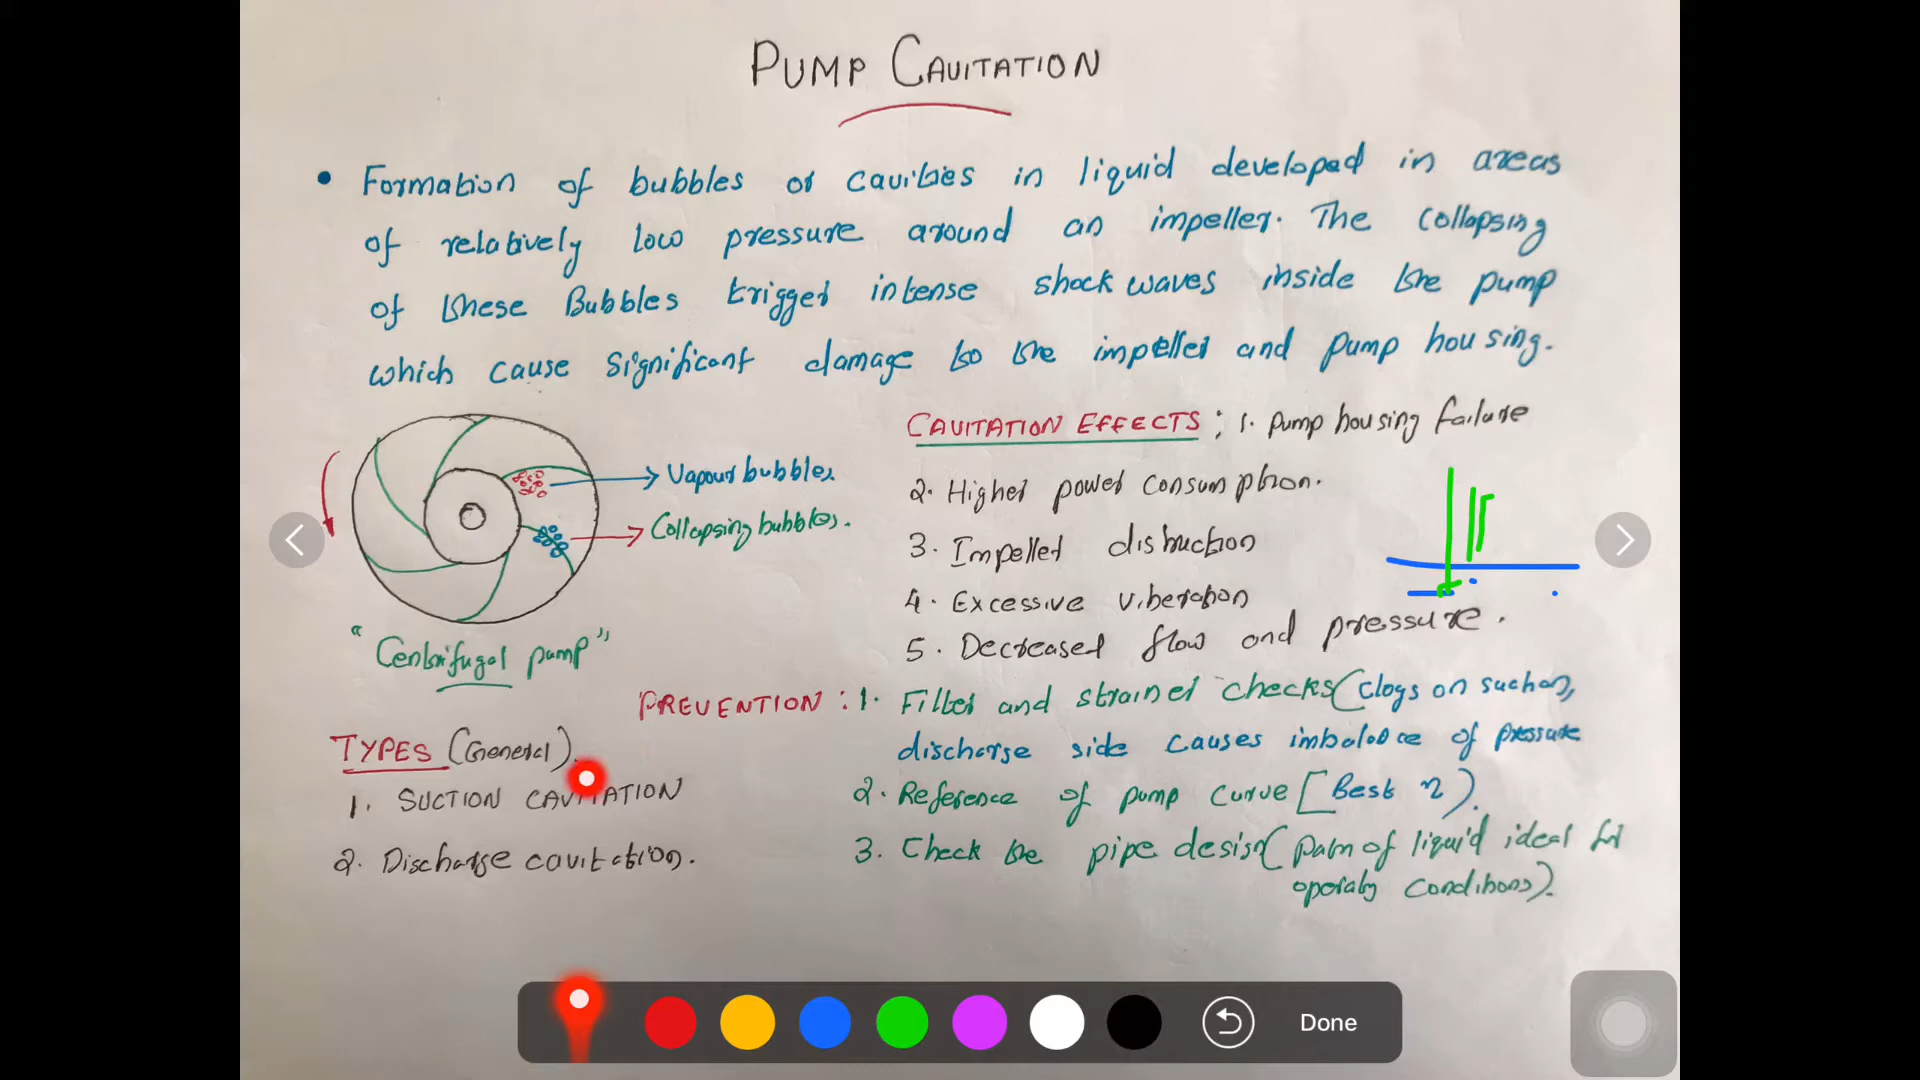 PUMP CAVITATION
• Formation of bubbles or cavities in liquid developed in areas
of relatively low pressure around an impeller. The collapsing
of these Bubbles trigger intense shock waves inside the pump
which cause significant damage to the impeller and pump housing.
CAVITATION EFFECTS ; 1. Pump housing failure
2. Higher power consumption.
3. Impeller distruction
4. Excessive viberation
5. Decreased flow and pressure.
Vapour bubbles.
Collapsing bubbles.
"Centrifugal pump"
PREVENTION : 1. Filter and strainer checks (clogs on suction,
discharge side causes imbalance of pressure
2. Reference of pump curve [Best η).
3. Check the pipe design (path of liquid ideal for
operatg conditions).
TYPES (General).
1. SUCTION CAVITATION
2. Discharge cavitation.
Done